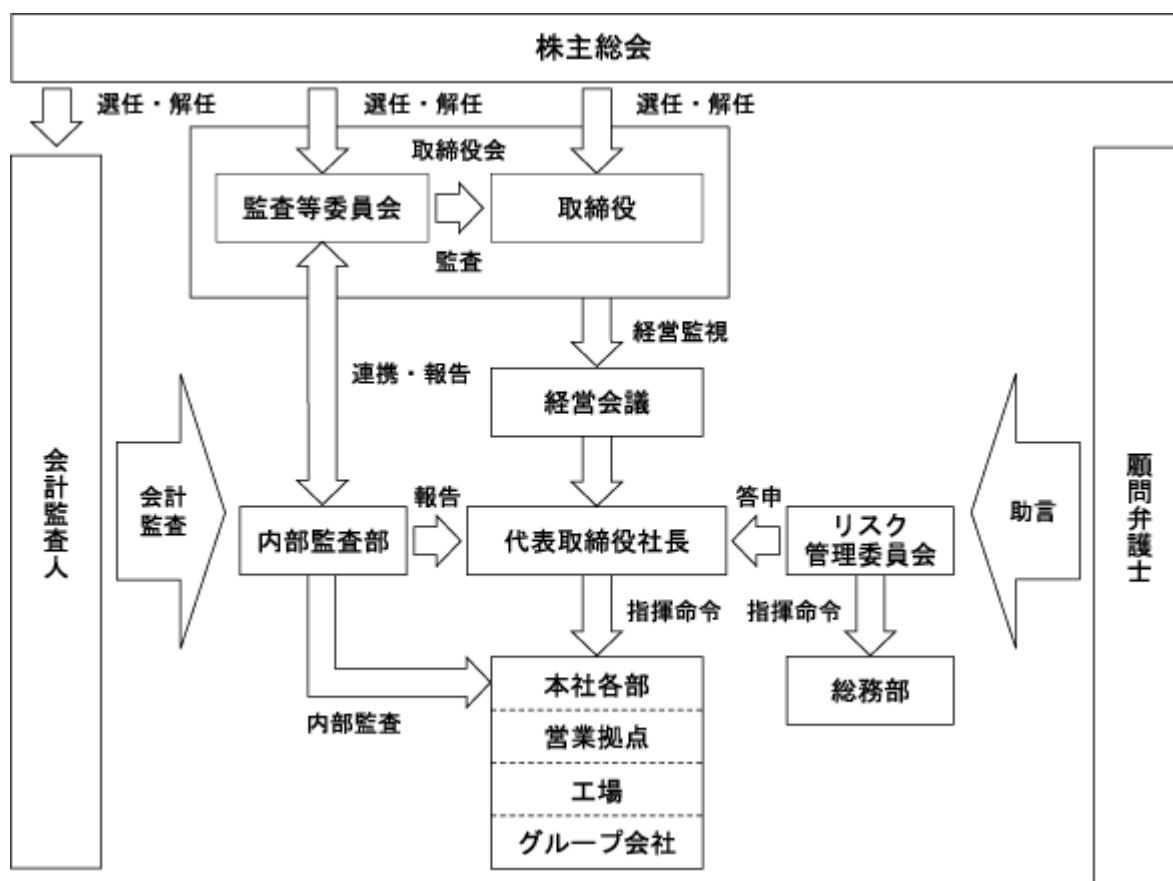 株主総会
選任・解任
選任・解任
選任・解任
取締役会
監査等委員会
取締役
監査
経営監視
連携・報告
経営会議
会計監査人
会計
監査
内部監査部
報告
代表取締役社長
答申
リスク
管理委員会
助言
顧問弁護士
指揮命令
指揮命令
内部監査
本社各部
営業拠点
工場
グループ会社
総務部